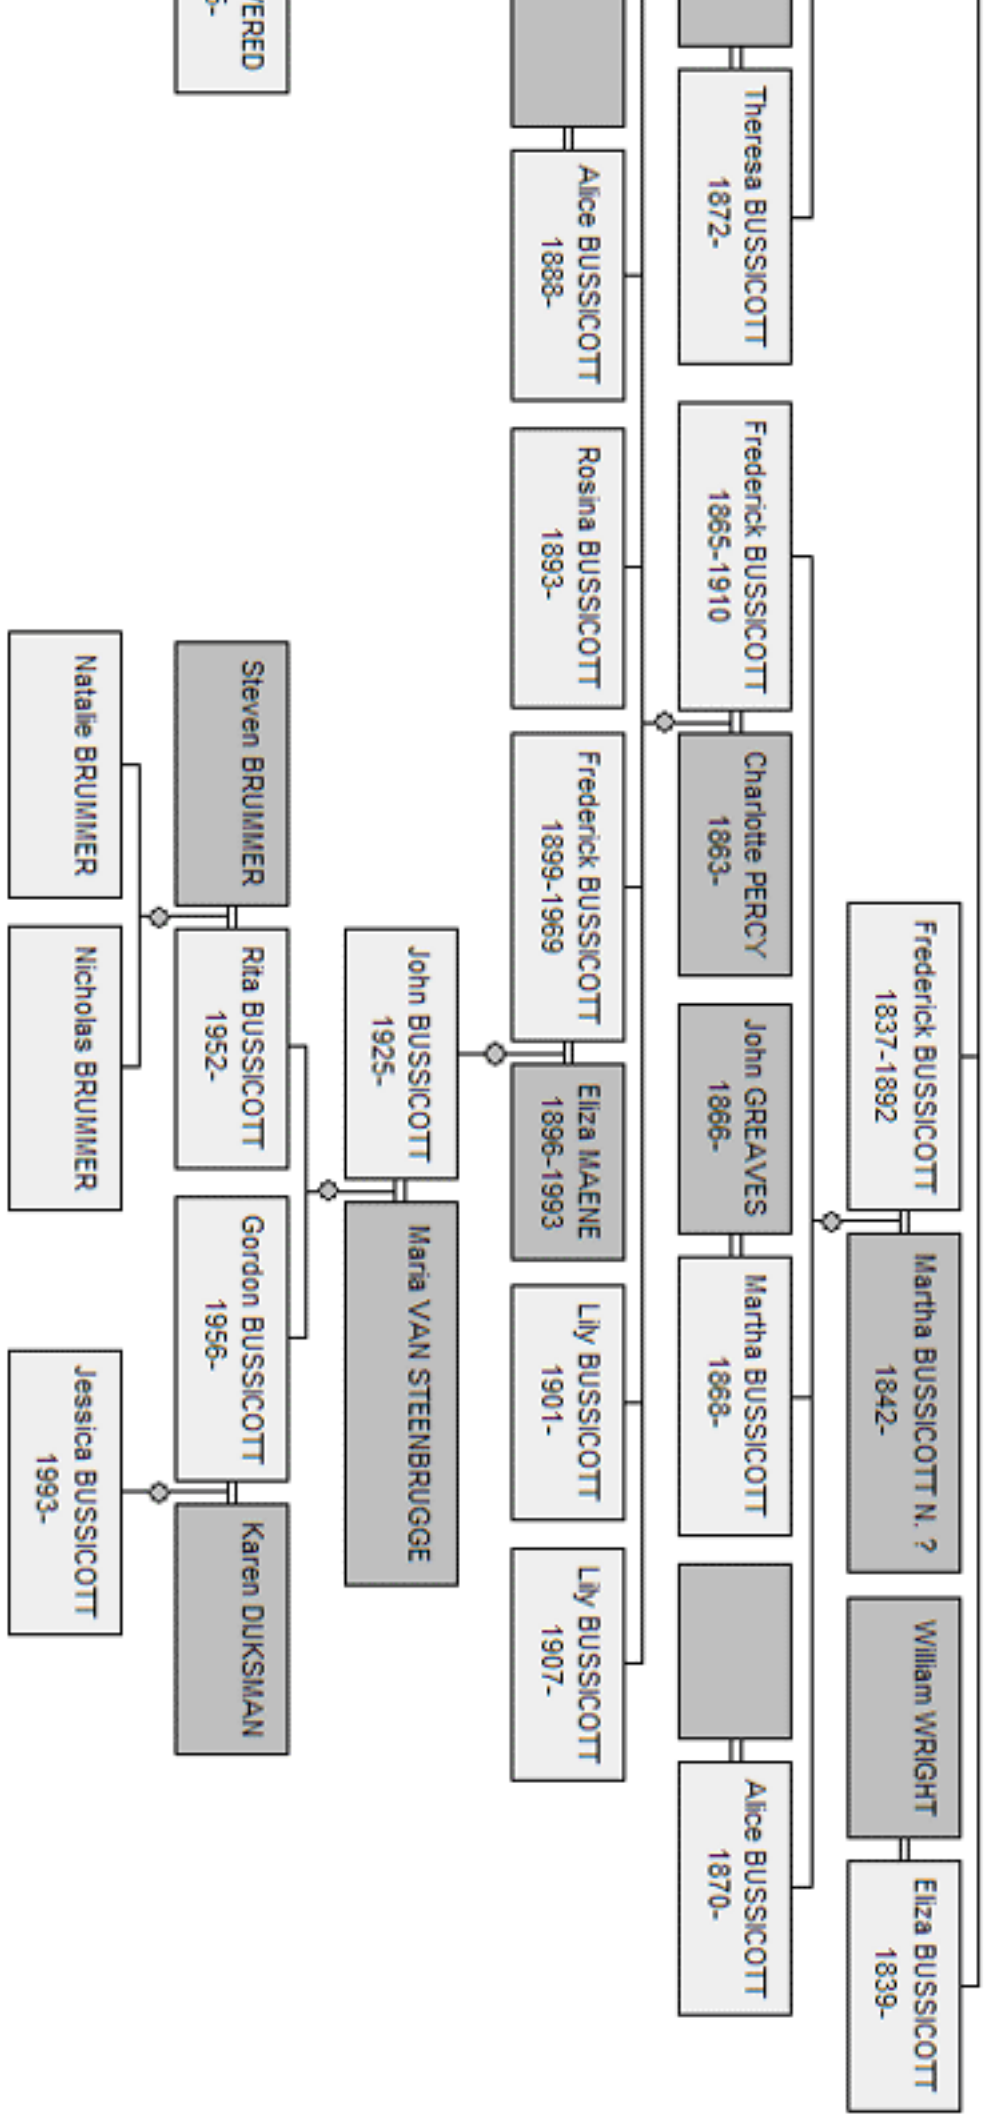 Frederick BUSSICOTT
1837-1892
Martha BUSSICOTT N. ?
1842-
William WRIGHT
Eliza BUSSICOTT
1839-
Theresa BUSSICOTT
1872-
Frederick BUSSICOTT
1865-1910
Charlotte PERCY
1863-
John GREAVES
1866-
Martha BUSSICOTT
1868-
Alice BUSSICOTT
1870-
Alice BUSSICOTT
1888-
Rosina BUSSICOTT
1893-
Frederick BUSSICOTT
1899-1969
Eliza MAENE
1896-1993
Lily BUSSICOTT
1901-
Lily BUSSICOTT
1907-
John BUSSICOTT
1925-
Maria VAN STEENBRUGGE
Steven BRUMMER
Rita BUSSICOTT
1952-
Gordon BUSSICOTT
1956-
Karen DUKSMAN
Natalie BRUMMER
Nicholas BRUMMER
Jessica BUSSICOTT
1993-